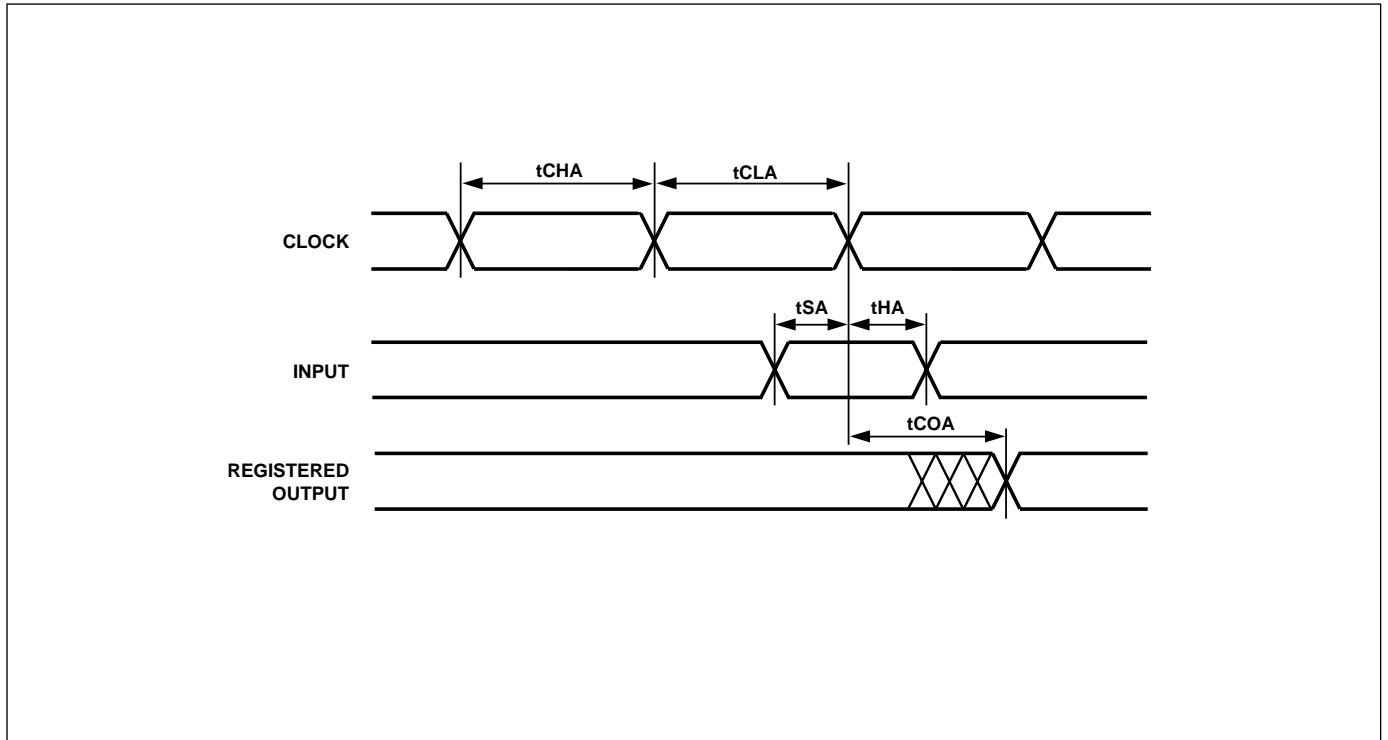 tCHA
tCLA
CLOCK
tSA
tHA
INPUT
tCOA
REGISTERED
OUTPUT